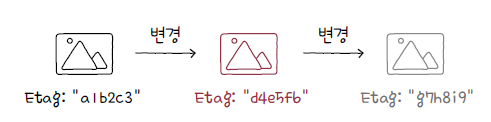 변경 변경
Etag: "a1b2c3" Etag: "d4e5f6" Etag: "g7h8i9"